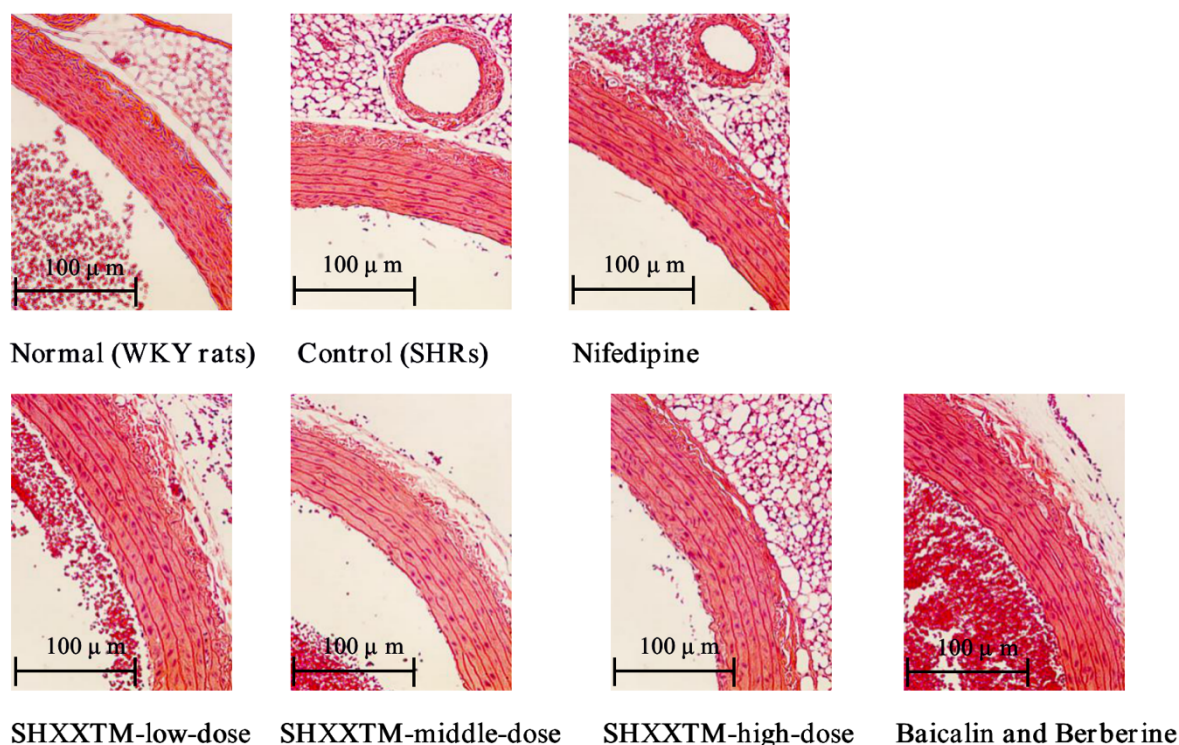 100 μ m
100 μ m
100 μ m
Normal (WKY rats)
Control (SHRs)
Nifedipine
100 μ m
100 μ m
100 μ m
100 μ m
SHXXTM-low-dose
SHXXTM-middle-dose
SHXXTM-high-dose
Baicalin and Berberine